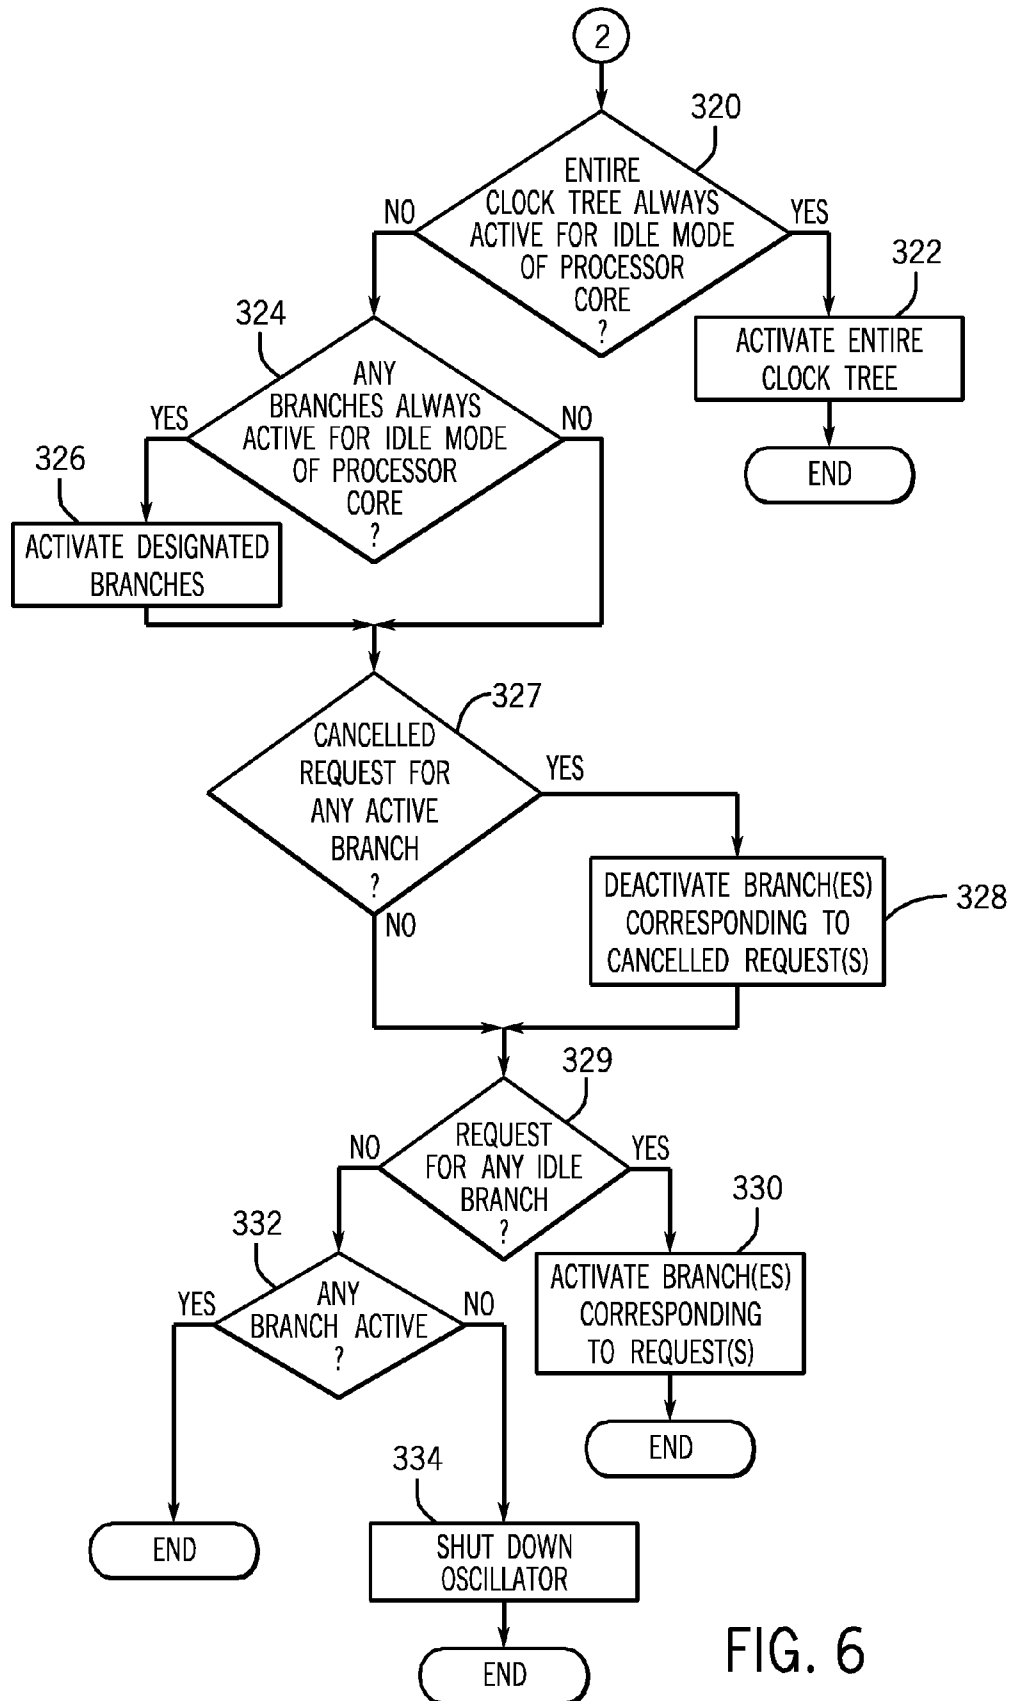 2
320
ENTIRE
CLOCK TREE ALWAYS
ACTIVE FOR IDLE MODE
OF PROCESSOR
CORE
?
NO
YES
322
ACTIVATE ENTIRE
CLOCK TREE
END
324
ANY
BRANCHES ALWAYS
ACTIVE FOR IDLE MODE
OF PROCESSOR
CORE
?
YES
NO
326
ACTIVATE DESIGNATED
BRANCHES
327
CANCELLED
REQUEST FOR
ANY ACTIVE
BRANCH
?
YES
NO
DEACTIVATE BRANCH(ES)
CORRESPONDING TO
CANCELLED REQUEST(S)
328
329
REQUEST
FOR ANY IDLE
BRANCH
?
NO
YES
330
ACTIVATE BRANCH(ES)
CORRESPONDING
TO REQUEST(S)
END
332
ANY
BRANCH ACTIVE
?
YES
NO
END
334
SHUT DOWN
OSCILLATOR
END
FIG. 6